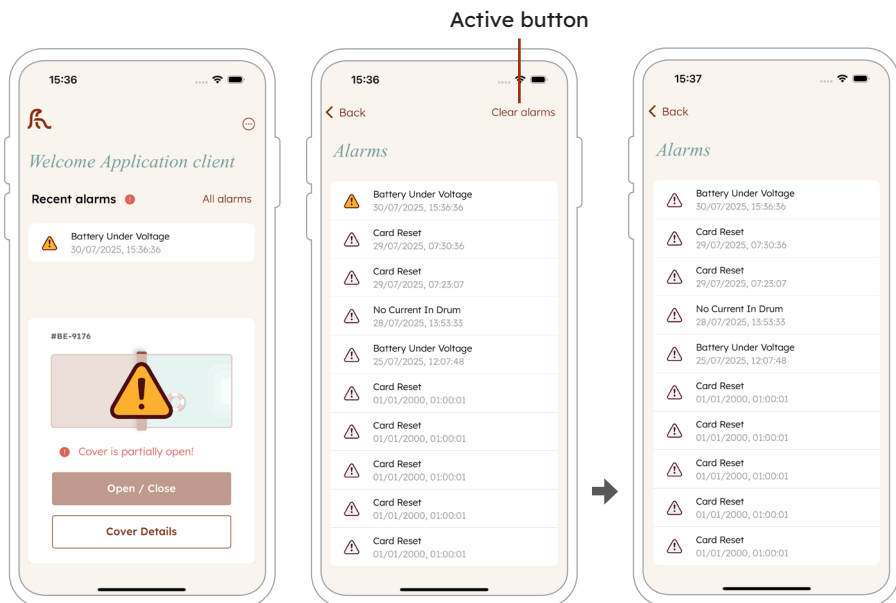 Active button
15:36
Welcome Application client
Recent alarms
All alarms
Battery Under Voltage
30/07/2025, 15:36:36
#BE-9176
Cover is partially open!
Open / Close
Cover Details
15:36
Back
Clear alarms
Alarms
Battery Under Voltage
30/07/2025, 15:36:36
Card Reset
29/07/2025, 07:30:36
Card Reset
29/07/2025, 07:23:07
No Current In Drum
28/07/2025, 13:53:33
Battery Under Voltage
25/07/2025, 12:07:48
Card Reset
01/01/2000, 01:00:01
Card Reset
01/01/2000, 01:00:01
Card Reset
01/01/2000, 01:00:01
Card Reset
01/01/2000, 01:00:01
Card Reset
01/01/2000, 01:00:01
15:37
Back
Alarms
Battery Under Voltage
30/07/2025, 15:36:36
Card Reset
29/07/2025, 07:30:36
Card Reset
29/07/2025, 07:23:07
No Current In Drum
28/07/2025, 13:53:33
Battery Under Voltage
25/07/2025, 12:07:48
Card Reset
01/01/2000, 01:00:01
Card Reset
01/01/2000, 01:00:01
Card Reset
01/01/2000, 01:00:01
Card Reset
01/01/2000, 01:00:01
Card Reset
01/01/2000, 01:00:01